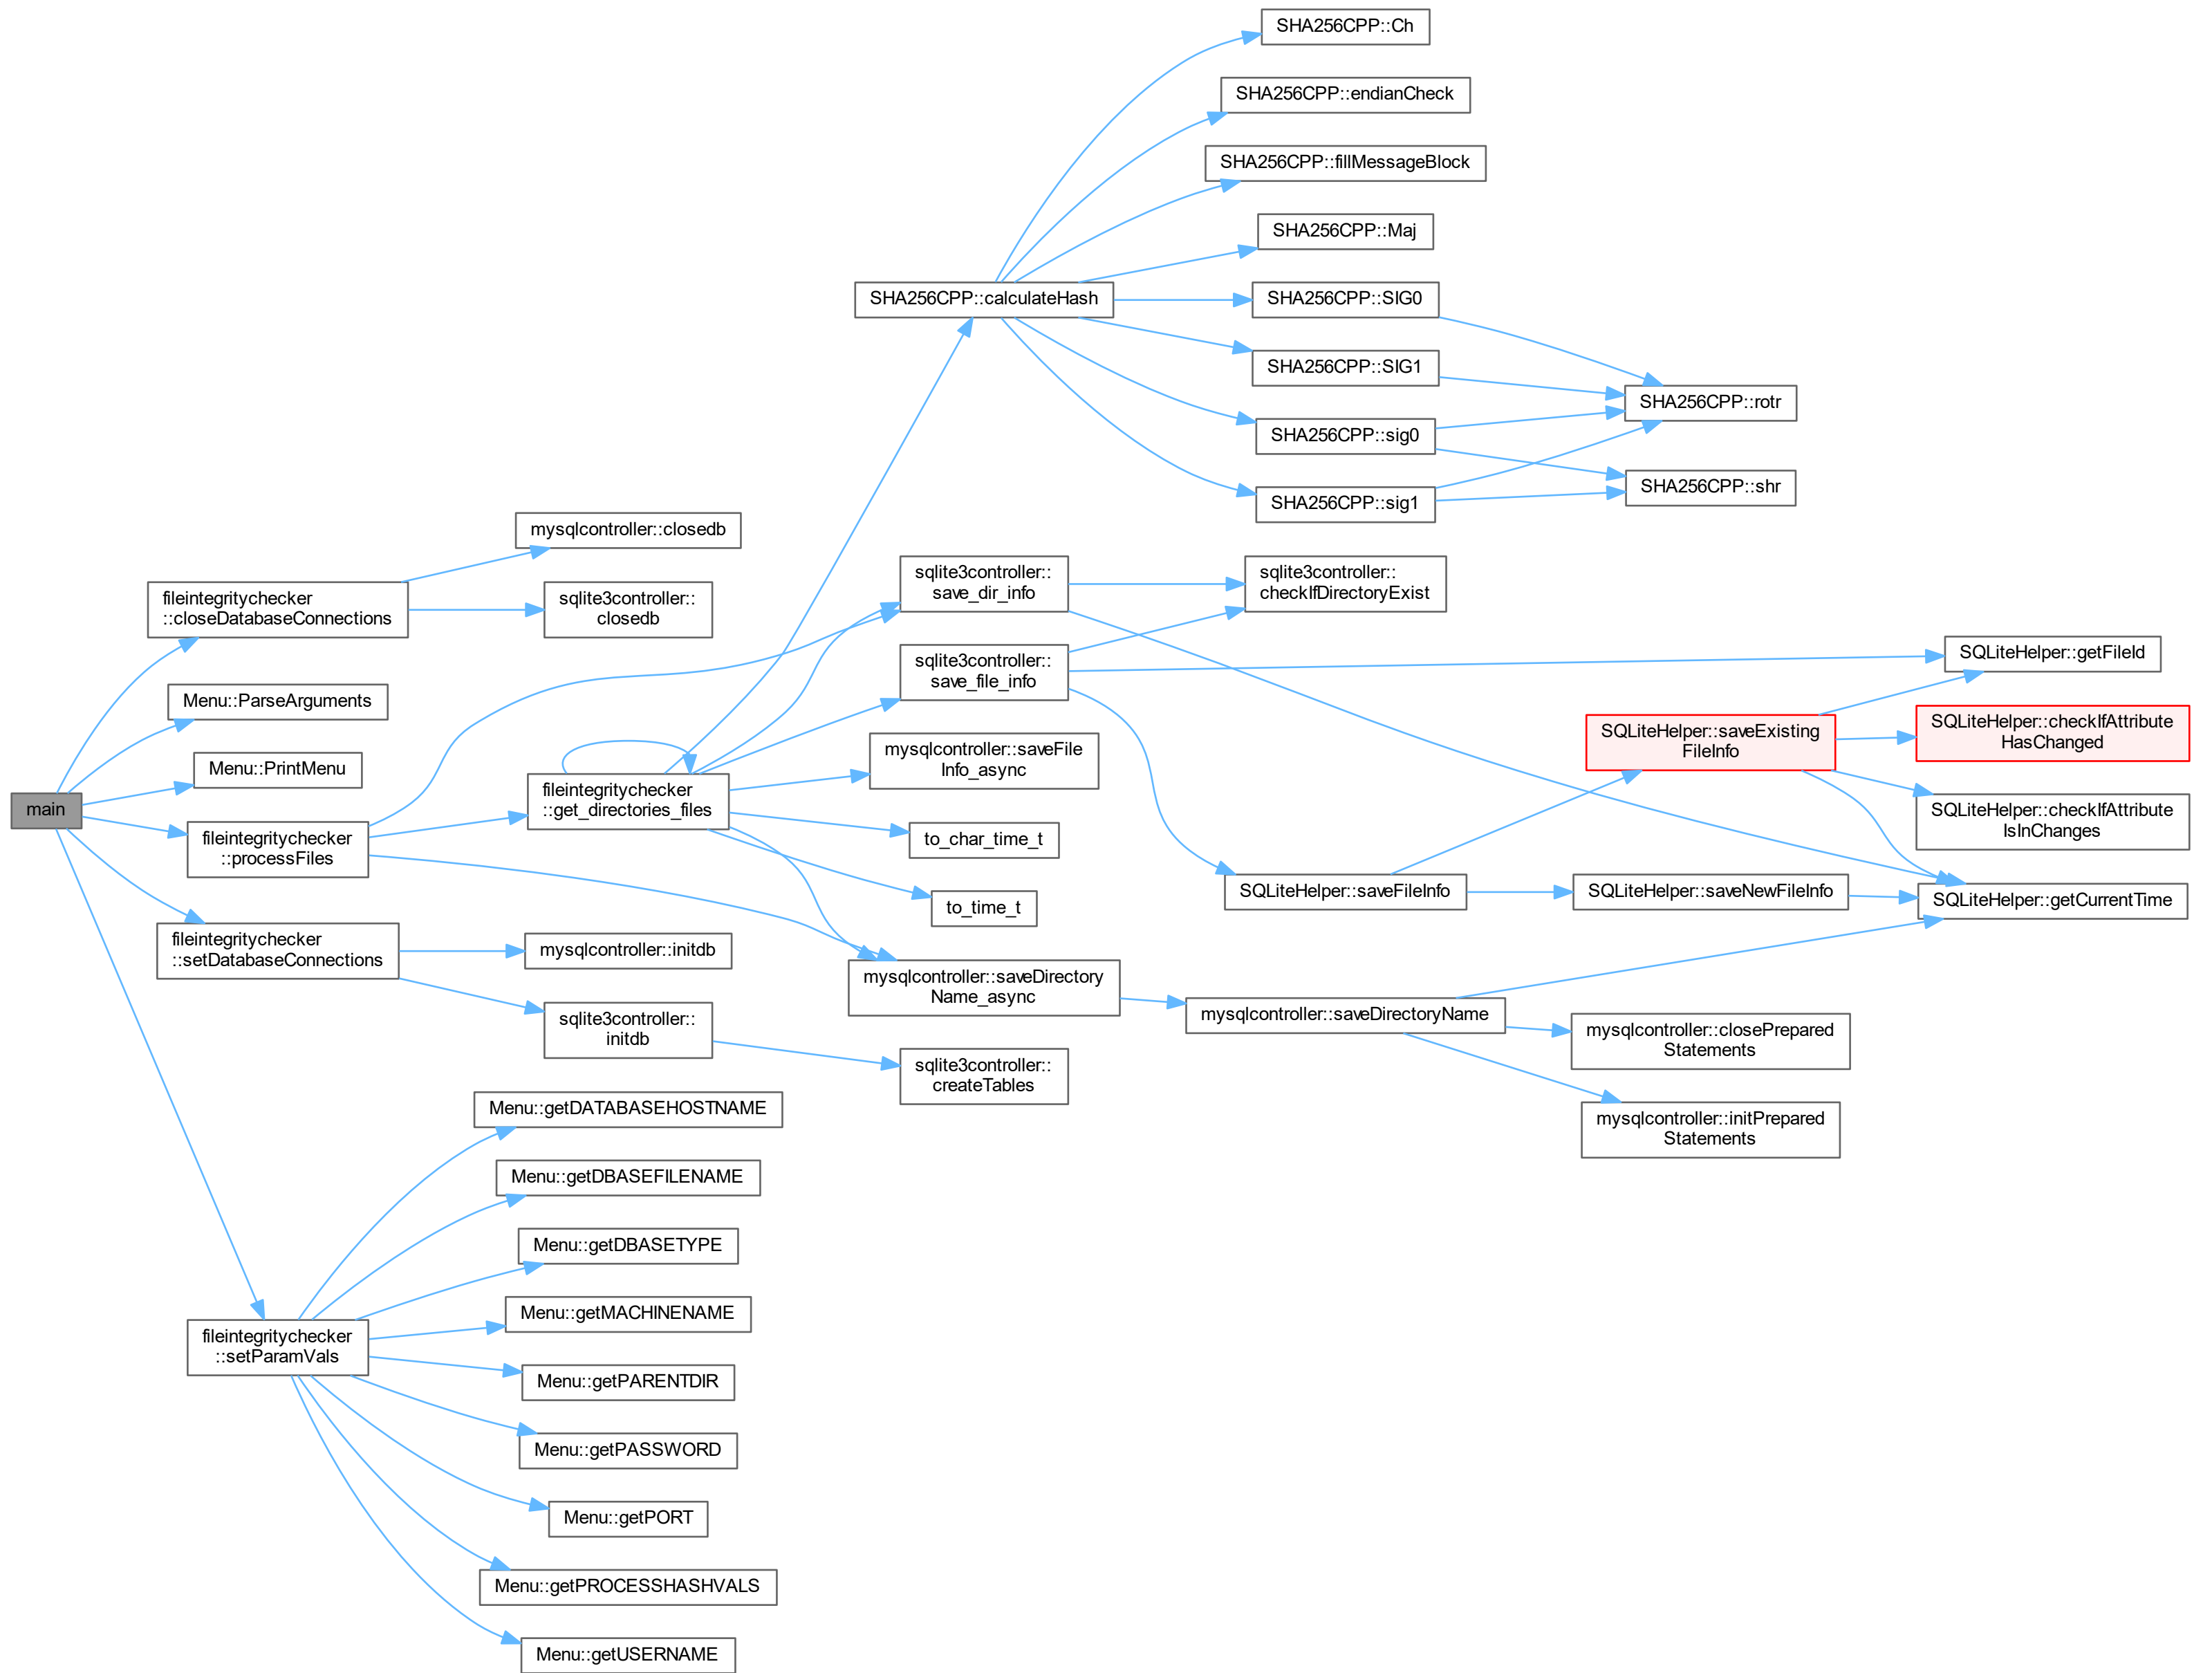 SHA256CPP::Ch
SHA256CPP::endianCheck
SHA256CPP::fillMessageBlock
SHA256CPP::Maj
SHA256CPP::calculateHash
SHA256CPP::SIG0
SHA256CPP::SIG1
SHA256CPP::rotr
SHA256CPP::sig0
SHA256CPP::shr
SHA256CPP::sig1
mysqlcontroller::closedb
sqlite3controller::
save_dir_info
sqlite3controller::
checkIfDirectoryExist
fileintegritychecker
::closeDatabaseConnections
sqlite3controller::
closedb
sqlite3controller::
save_file_info
SQLiteHelper::getFileId
Menu::ParseArguments
SQLiteHelper::saveExisting
FileInfo
SQLiteHelper::checkIfAttribute
HasChanged
mysqlcontroller::saveFile
Info_async
Menu::PrintMenu
main
fileintegritychecker
::get_directories_files
SQLiteHelper::checkIfAttribute
IsInChanges
to_char_time_t
fileintegritychecker
::processFiles
SQLiteHelper::saveFileInfo
SQLiteHelper::saveNewFileInfo
SQLiteHelper::getCurrentTime
to_time_t
fileintegritychecker
::setDatabaseConnections
mysqlcontroller::initdb
mysqlcontroller::saveDirectory
Name_async
mysqlcontroller::saveDirectoryName
sqlite3controller::
initdb
mysqlcontroller::closePrepared
Statements
sqlite3controller::
createTables
Menu::getDATABASEHOSTNAME
mysqlcontroller::initPrepared
Statements
Menu::getDBASEFILENAME
Menu::getDBASETYPE
Menu::getMACHINENAME
fileintegritychecker
::setParamVals
Menu::getPARENTDIR
Menu::getPASSWORD
Menu::getPORT
Menu::getPROCESSHASHVALS
Menu::getUSERNAME